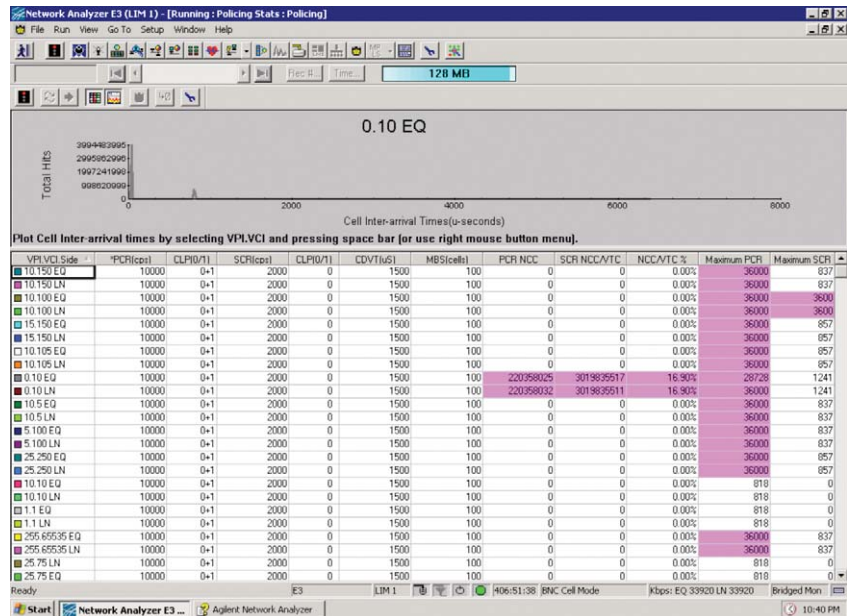 Network Analyzer E3 (LIM 1) - [Running : Policing Stats : Policing]
File Run View Go To Setup Window Help
Rec #... Time... 128 MB
0.10 EQ
Total Hits
3994483995
2995862996
1997241998
998620999
0
0 2000 4000 6000 8000
Cell Inter-arrival Times(u-seconds)
Plot Cell Inter-arrival times by selecting VPI.VCI and pressing space bar (or use right mouse button menu).
VPI.VCI.Side *PCR(cps) CLP(0/1) SCR(cps) CLP(0/1) CDVT(uS) MBS(cells) PCR NCC SCR NCC/VTC NCC/VTC % Maximum PCR Maximum SCR
10.150 EQ 10000 0+1 2000 0 1500 100 0 0 0.00% 36000 837
10.150 LN 10000 0+1 2000 0 1500 100 0 0 0.00% 36000 837
10.100 EQ 10000 0+1 2000 0 1500 100 0 0 0.00% 36000 3600
10.100 LN 10000 0+1 2000 0 1500 100 0 0 0.00% 36000 3600
15.150 EQ 10000 0+1 2000 0 1500 100 0 0 0.00% 36000 857
15.150 LN 10000 0+1 2000 0 1500 100 0 0 0.00% 36000 857
10.105 EQ 10000 0+1 2000 0 1500 100 0 0 0.00% 36000 857
10.105 LN 10000 0+1 2000 0 1500 100 0 0 0.00% 36000 857
0.10 EQ 10000 0+1 2000 0 1500 100 220358025 3019835517 16.90% 28728 1241
0.10 LN 10000 0+1 2000 0 1500 100 220358032 3019835511 16.90% 36000 1241
10.5 EQ 10000 0+1 2000 0 1500 100 0 0 0.00% 36000 837
10.5 LN 10000 0+1 2000 0 1500 100 0 0 0.00% 36000 837
5.100 EQ 10000 0+1 2000 0 1500 100 0 0 0.00% 36000 837
5.100 LN 10000 0+1 2000 0 1500 100 0 0 0.00% 36000 837
25.250 EQ 10000 0+1 2000 0 1500 100 0 0 0.00% 36000 857
25.250 LN 10000 0+1 2000 0 1500 100 0 0 0.00% 36000 857
10.10 EQ 10000 0+1 2000 0 1500 100 0 0 0.00% 818 0
10.10 LN 10000 0+1 2000 0 1500 100 0 0 0.00% 818 0
1.1 EQ 10000 0+1 2000 0 1500 100 0 0 0.00% 818 0
1.1 LN 10000 0+1 2000 0 1500 100 0 0 0.00% 818 0
255.65535 EQ 10000 0+1 2000 0 1500 100 0 0 0.00% 36000 837
255.65535 LN 10000 0+1 2000 0 1500 100 0 0 0.00% 36000 837
25.75 LN 10000 0+1 2000 0 1500 100 0 0 0.00% 818 0
25.75 EQ 10000 0+1 2000 0 1500 100 0 0 0.00% 818 0
Ready E3 LIM 1 406:51:38 BNC Cell Mode Kbps: EQ 33920 LN 33920 Bridged Mon
Start Network Analyzer E3 ... Agilent Network Analyzer 10:40 PM